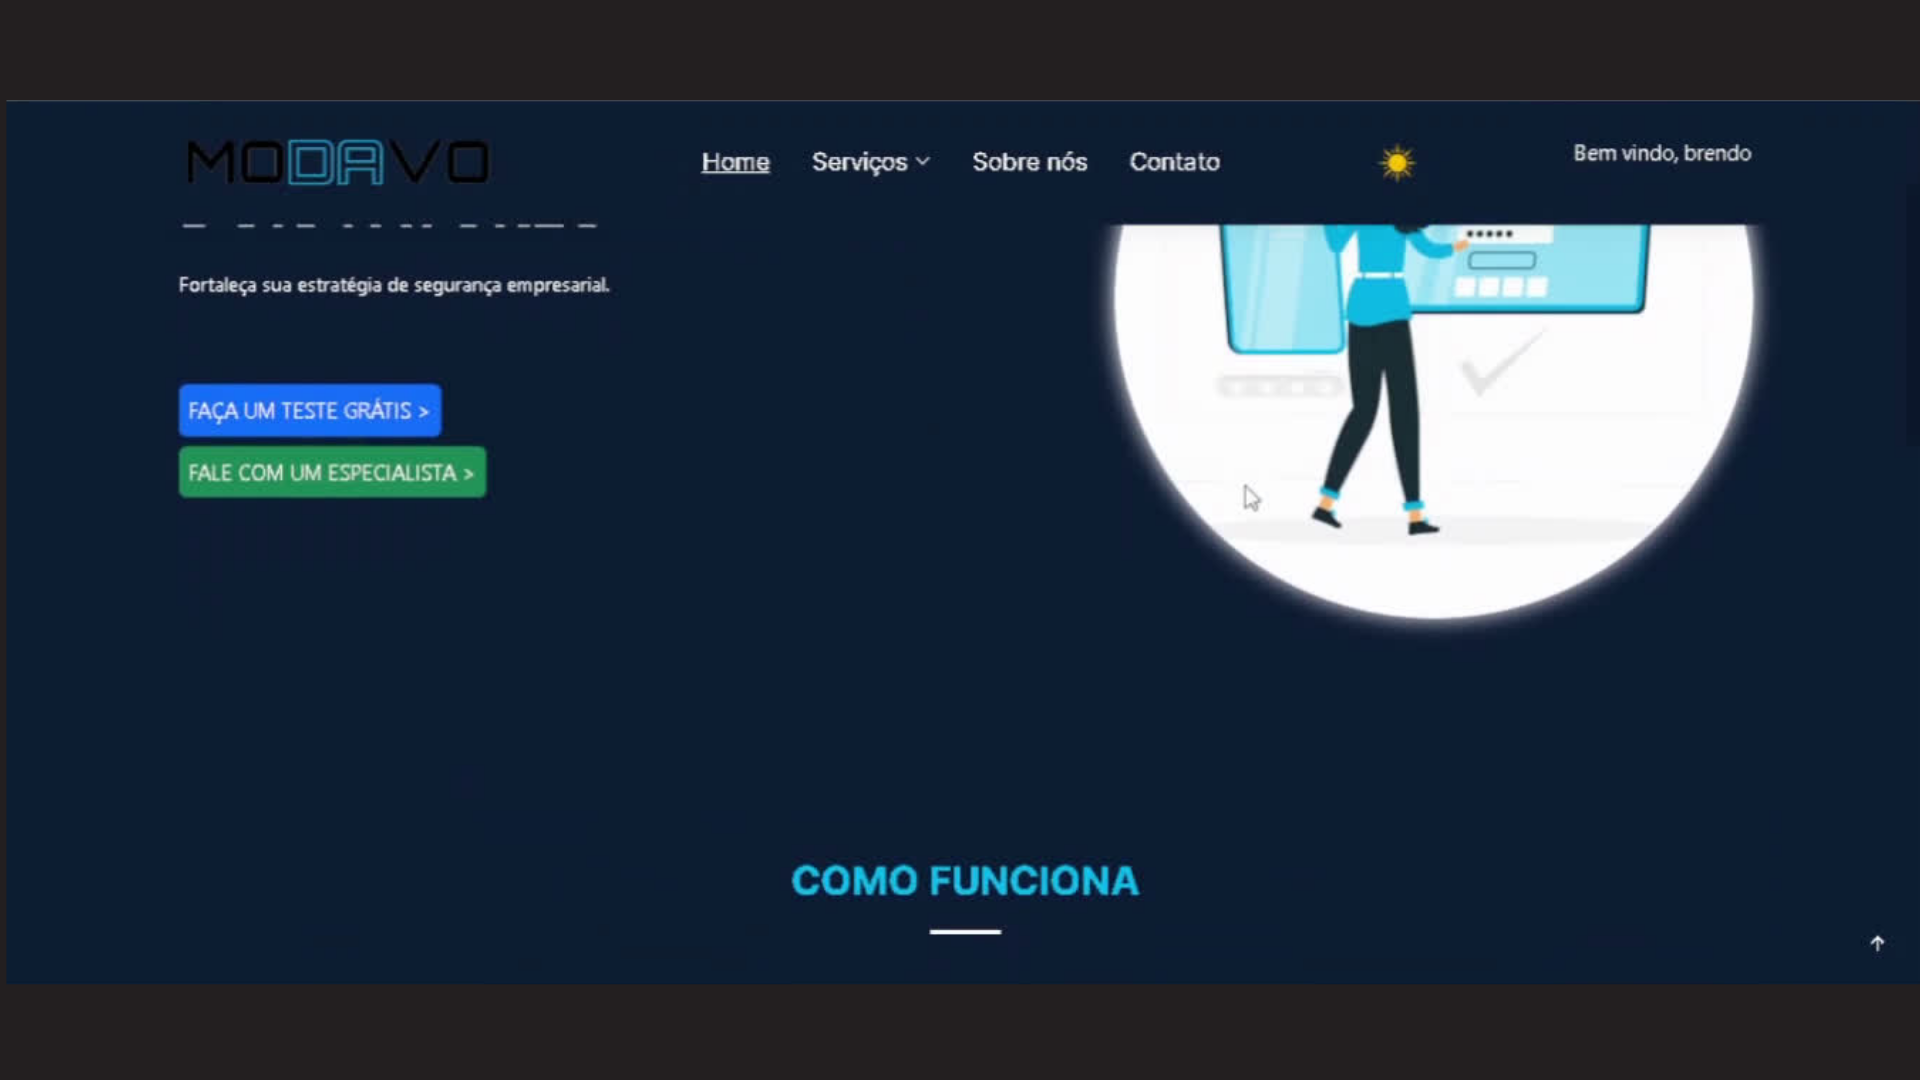 MODAVO
Home Serviços Sobre nós Contato
Bem vindo, brendo
Fortaleça sua estratégia de segurança empresarial.
FAÇA UM TESTE GRÁTIS >
FALE COM UM ESPECIALISTA >
COMO FUNCIONA